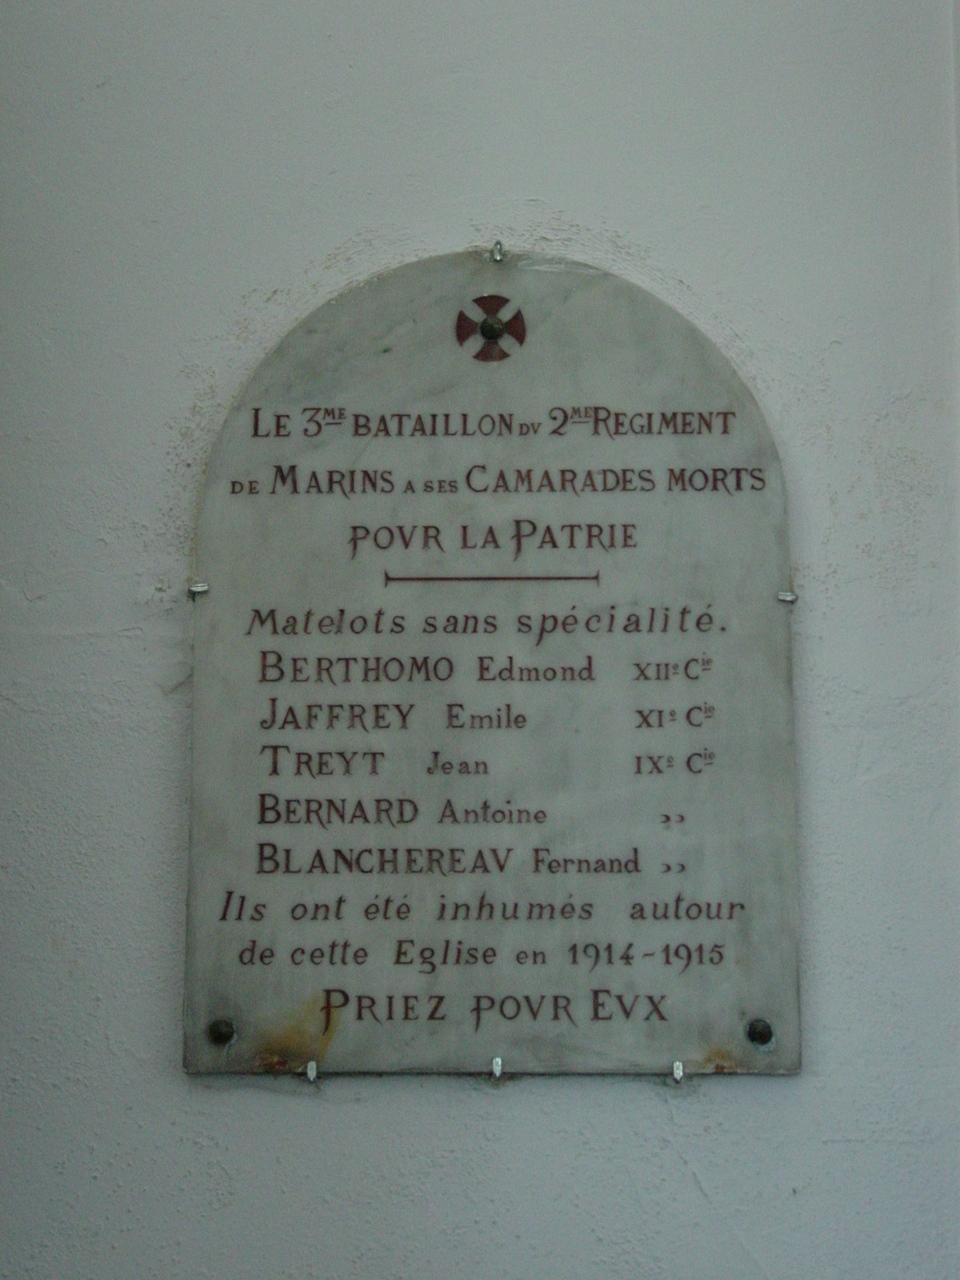 LE 3ME BATAILLON DV 2ME REGIMENT
DE MARINS A SES CAMARADES MORTS
POVR LA PATRIE
Matelots sans spécialité.
BERTHOMO Edmond XIIe Cie
JAFFREY Emile XIe Cie
TREYT Jean IXe Cie
BERNARD Antoine ,,
BLANCHEREAV Fernand ,,
Ils ont été inhumés autour
de cette Eglise en 1914-1915
PRIEZ POVR EVX